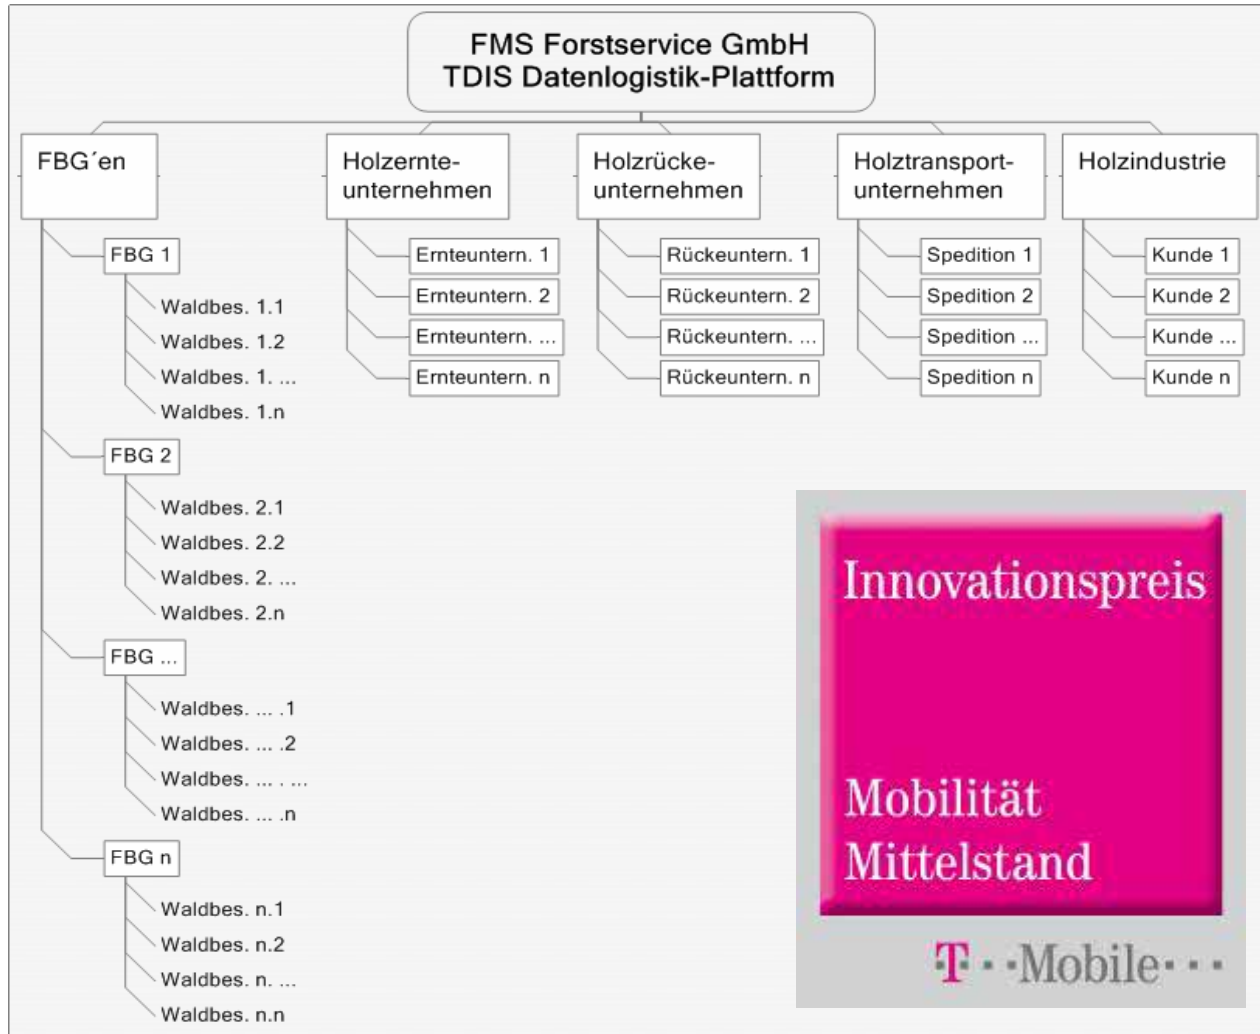 FMS Forstservice GmbH
TDIS Datenlogistik-Plattform
FBG´en
FBG 1
Waldbes. 1.1
Waldbes. 1.2
Waldbes. 1. ...
Waldbes. 1.n
FBG 2
Waldbes. 2.1
Waldbes. 2.2
Waldbes. 2. ...
Waldbes. 2.n
FBG ...
Waldbes. ... .1
Waldbes. ... .2
Waldbes. ... . ...
Waldbes. ... .n
FBG n
Waldbes. n.1
Waldbes. n.2
Waldbes. n. ...
Waldbes. n.n
Holzernte-
unternehmen
Ernteuntern. 1
Ernteuntern. 2
Ernteuntern. ...
Ernteuntern. n
Holzrücke-
unternehmen
Rückeuntern. 1
Rückeuntern. 2
Rückeuntern. ...
Rückeuntern. n
Holztransport-
unternehmen
Spedition 1
Spedition 2
Spedition ...
Spedition n
Holzindustrie
Kunde 1
Kunde 2
Kunde ...
Kunde n
Innovationspreis
Mobilität
Mittelstand
T · · Mobile · · ·